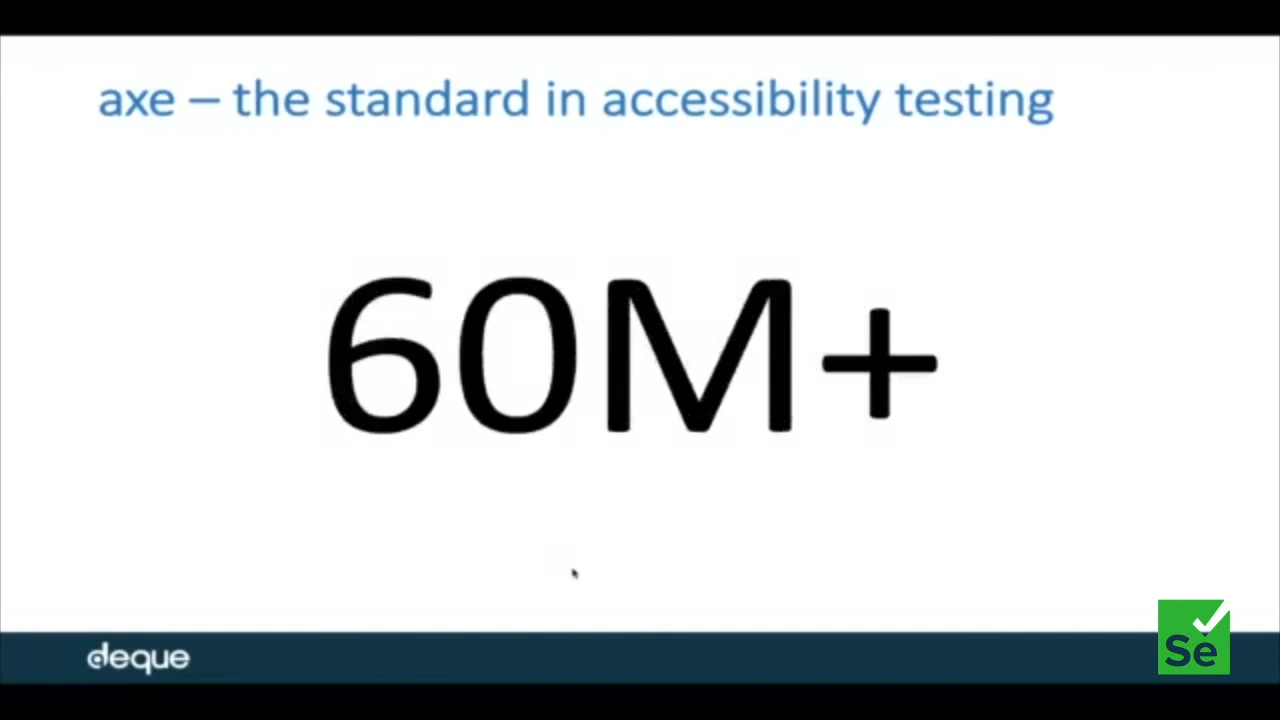 axe – the standard in accessibility testing
60M+
deque
Se